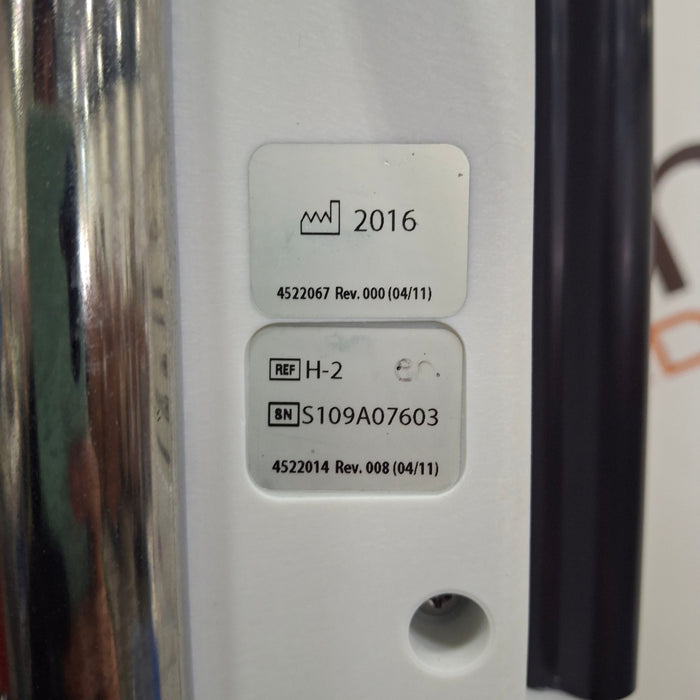 2016
4522067 Rev. 000 (04/11)
REF H-2
SN S109A07603
4522014 Rev. 008 (04/11)